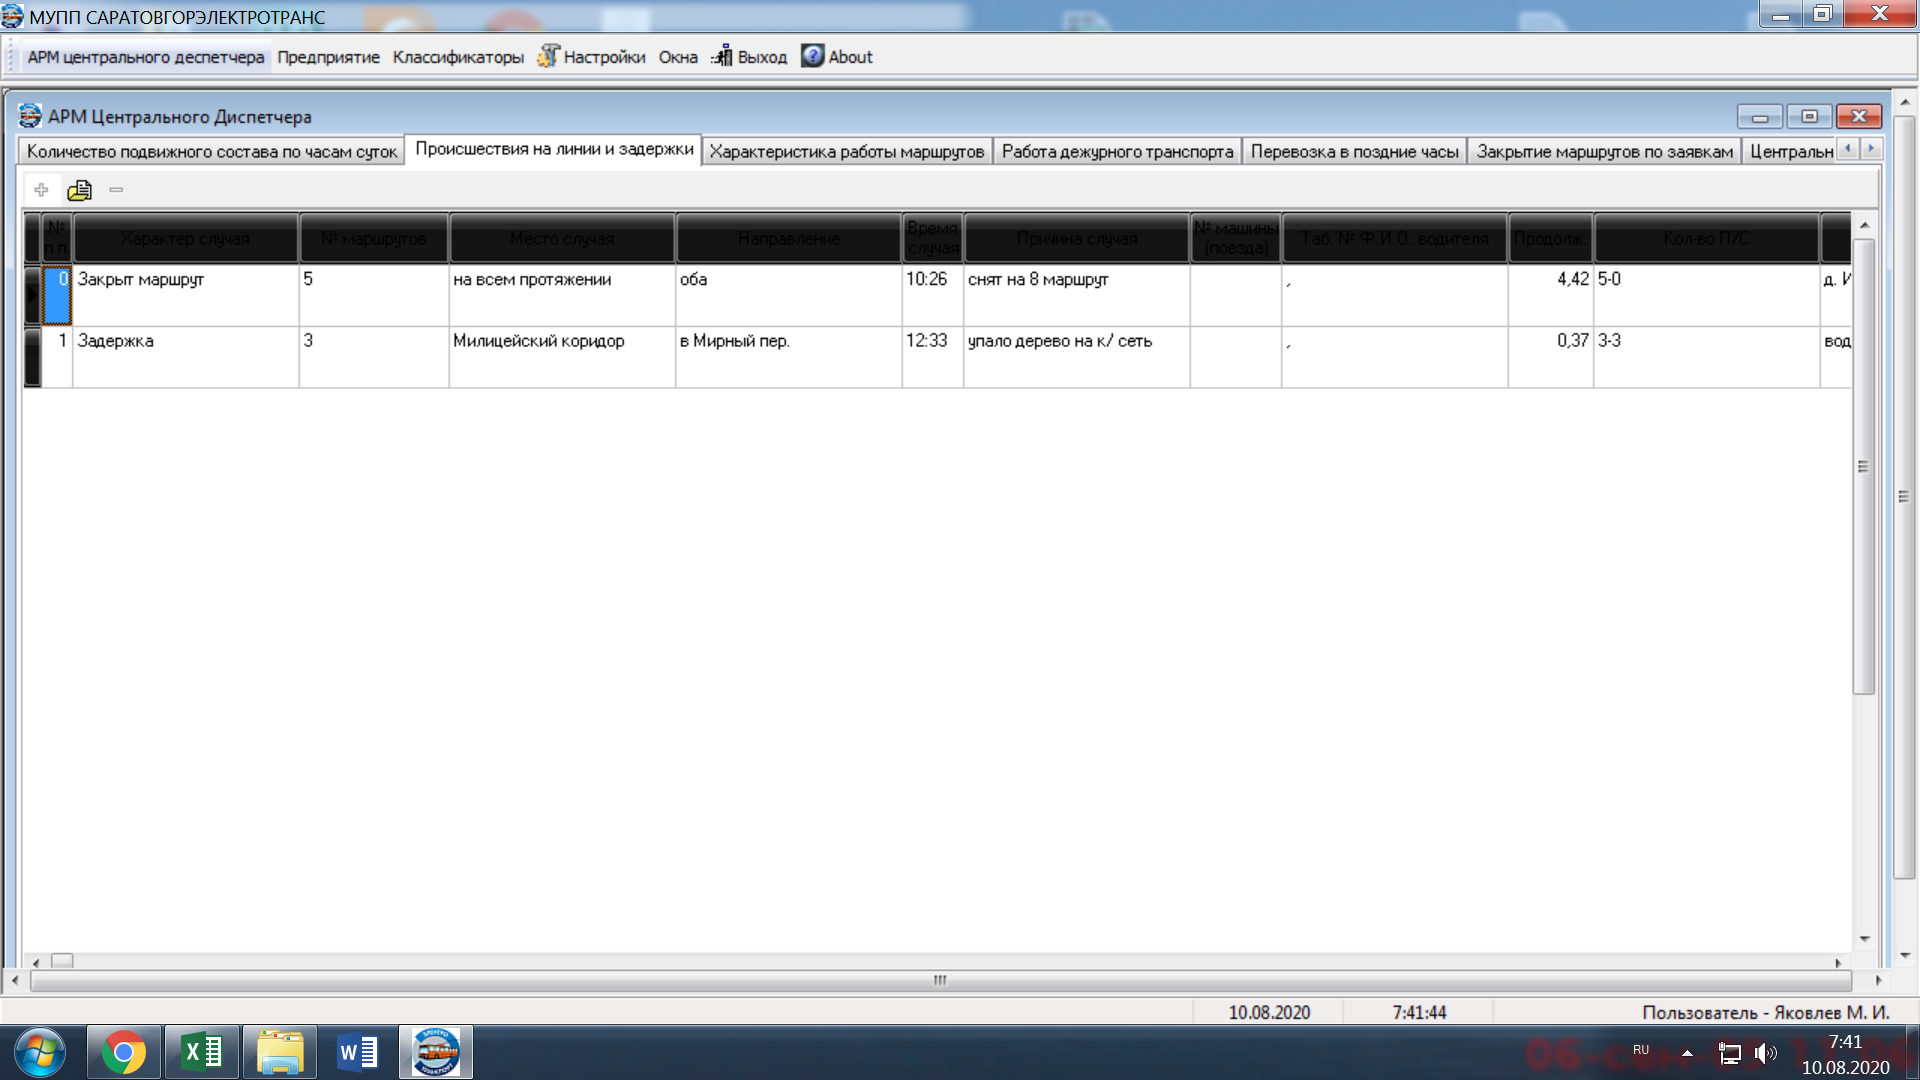 МУПП САРАТОВГОРЭЛЕКТРОТРАНС
АРМ центрального деспетчера Предприятие Классификаторы Настройки Окна Выход About
АРМ Центрального Диспетчера
Количество подвижного состава по часам суток Происшествия на линии и задержки Характеристика работы маршрутов Работа дежурного транспорта Перевозка в поздние часы Закрытие маршрутов по заявкам Центральн
№ п.п. Характер случая № маршрутов Место случая Направление Время случая Причина случая № машины (поезда) Таб. № Ф.И.О. водителя Продолж. Кол-во П/С
0 Закрыт маршрут 5 на всем протяжении оба 10:26 снят на 8 маршрут , 4,42 5-0 д. И
1 Задержка 3 Милицейский коридор в Мирный пер. 12:33 упало дерево на к/ сеть , 0,37 3-3 вод
10.08.2020 7:41:44 Пользователь - Яковлев М. И.
RU 7:41
10.08.2020